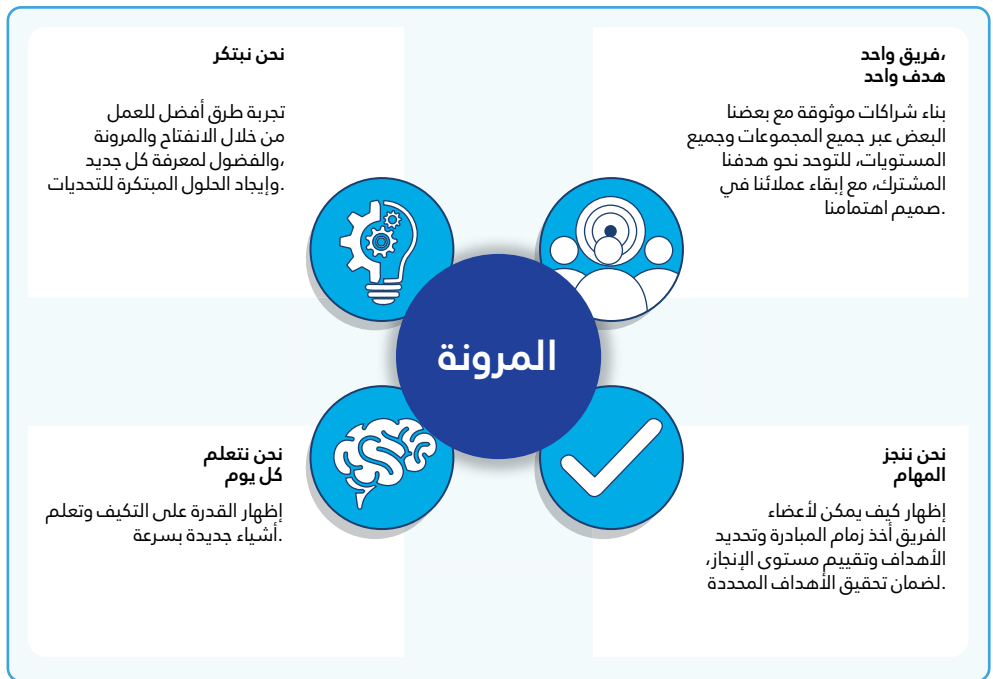 فريق واحد،
هدف واحد
بناء شراكات موثوقة مع بعضنا
البعض عبر جميع المجموعات وجميع
المستويات، للتوحد نحو هدفنا
المشترك، مع إبقاء عملائنا في
صميم اهتمامنا.
نحن نبتكر
تجربة طرق أفضل للعمل
من خلال الانفتاح والمرونة
والفضول لمعرفة كل جديد،
وإيجاد الحلول المبتكرة للتحديات.
المرونة
نحن ننجز
المهام
إظهار كيف يمكن لأعضاء
الفريق أخذ زمام المبادرة وتحديد
الأهداف وتقييم مستوى الإنجاز،
لضمان تحقيق الأهداف المحددة.
نحن نتعلم
كل يوم
إظهار القدرة على التكيف وتعلم
أشياء جديدة بسرعة.